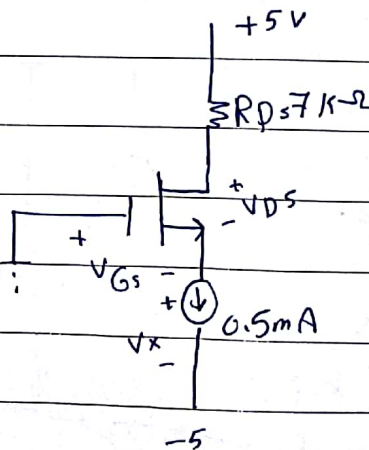 +5V
RD=7KΩ
+
VDS
-
+
VGS -
+
0.5mA
Vx
-
-5